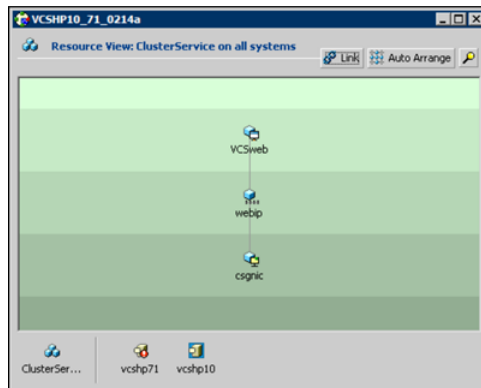 VCSHP10_71_0214a
Resource View: ClusterService on all systems
Link
Auto Arrange
VCSweb
webip
csgnic
ClusterSer...
vcshp71
vcshp10